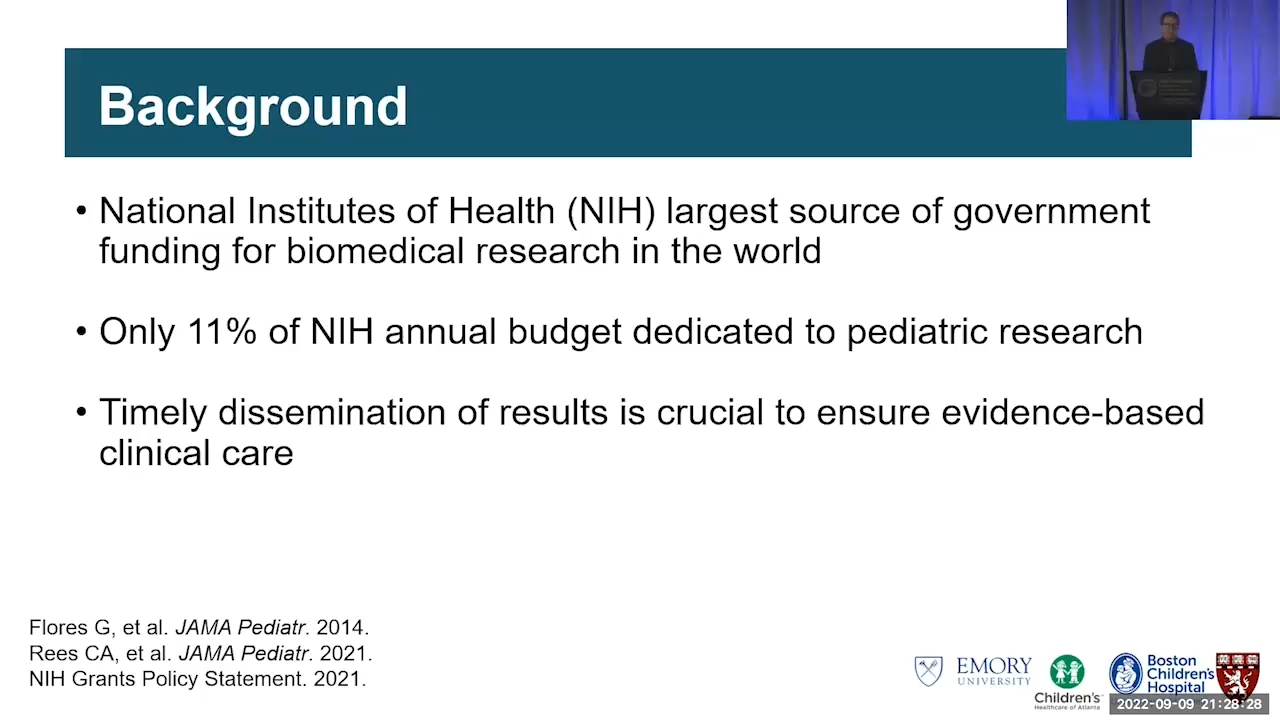 Background
• National Institutes of Health (NIH) largest source of government
funding for biomedical research in the world
• Only 11% of NIH annual budget dedicated to pediatric research
• Timely dissemination of results is crucial to ensure evidence-based
clinical care
Flores G, et al. JAMA Pediatr. 2014.
Rees CA, et al. JAMA Pediatr. 2021.
NIH Grants Policy Statement. 2021.
EMORY
UNIVERSITY
Children's
Healthcare of Atlanta
Boston
Children's
Hospital
2022-09-09 21:28:28